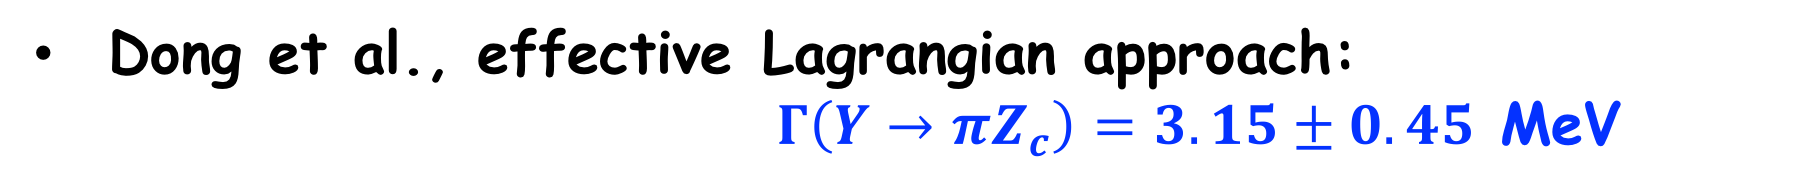 • Dong et al., effective Lagrangian approach:
Γ(Y → πZ_c) = 3.15 ± 0.45 MeV